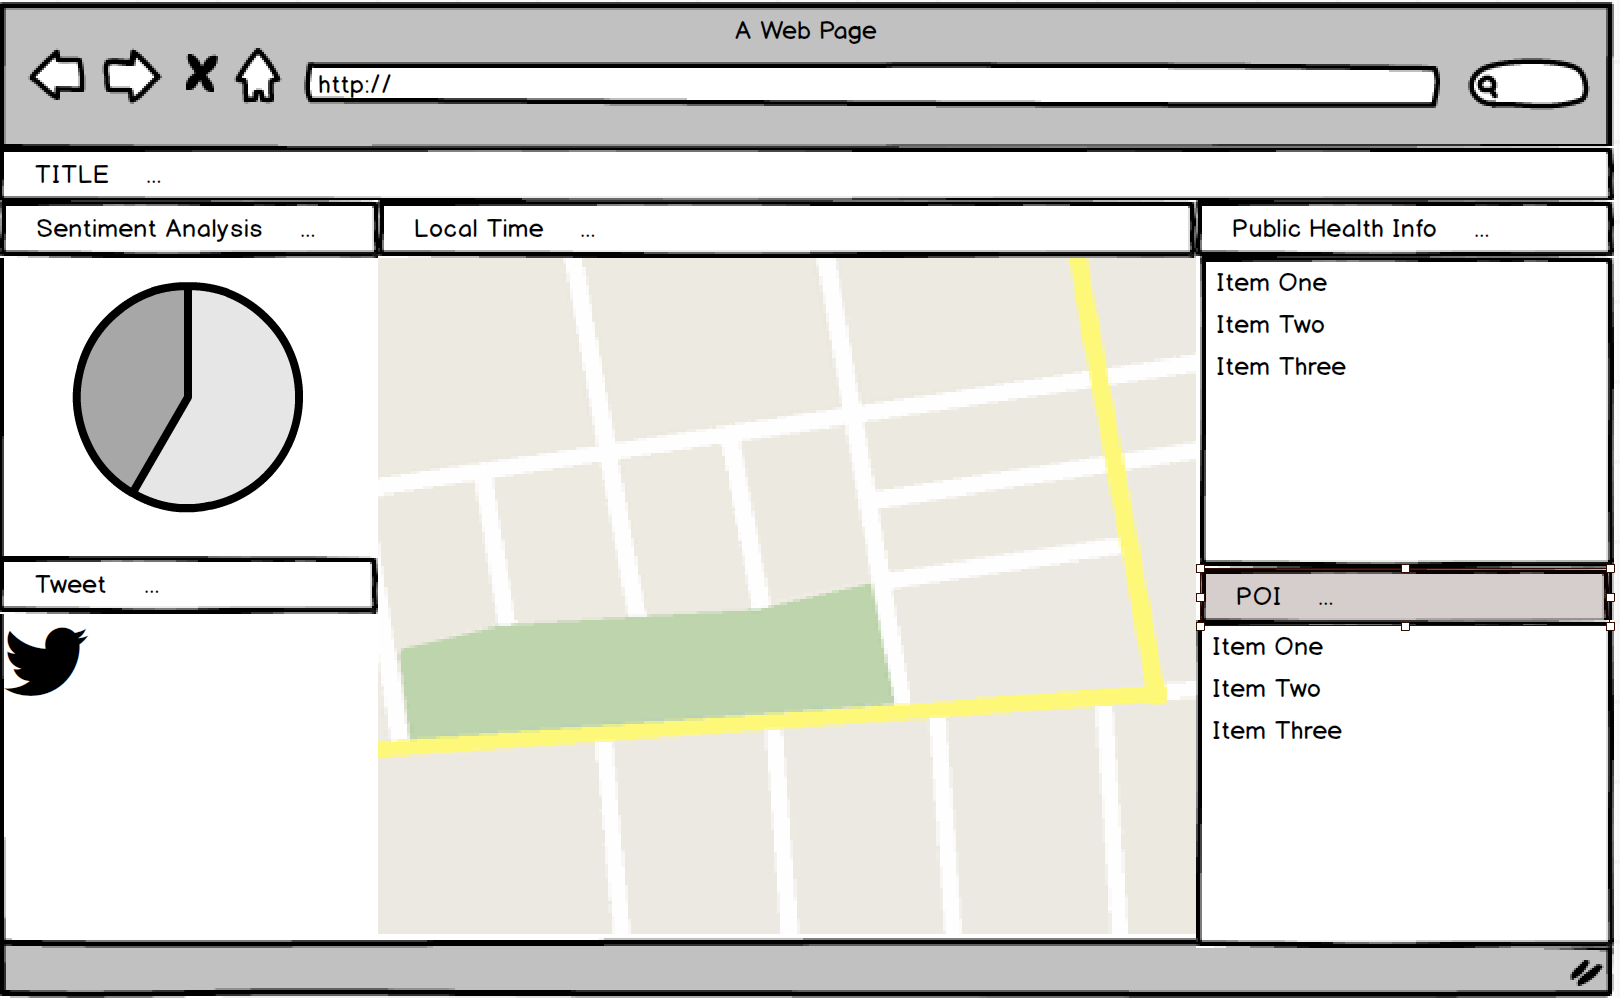 A Web Page
http://
TITLE ...
Sentiment Analysis ...
Local Time ...
Public Health Info ...
Item One
Item Two
Item Three
Tweet ...
POI ...
Item One
Item Two
Item Three